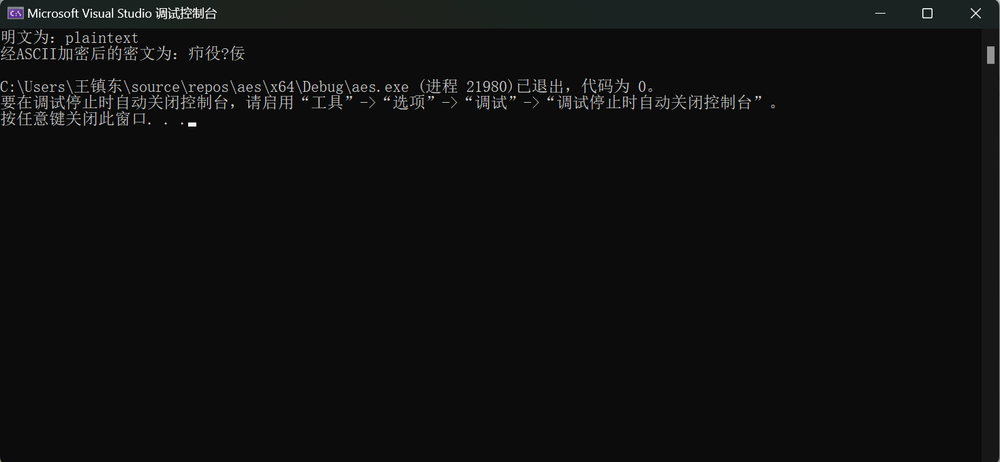 Microsoft Visual Studio 调试控制台
明文为：plaintext
经ASCII加密后的密文为：疖役?佞
C:\Users\王镇东\source\repos\aes\x64\Debug\aes.exe (进程 21980)已退出，代码为 0。
要在调试停止时自动关闭控制台，请启用“工具”->“选项”->“调试”->“调试停止时自动关闭控制台”。
按任意键关闭此窗口. . .